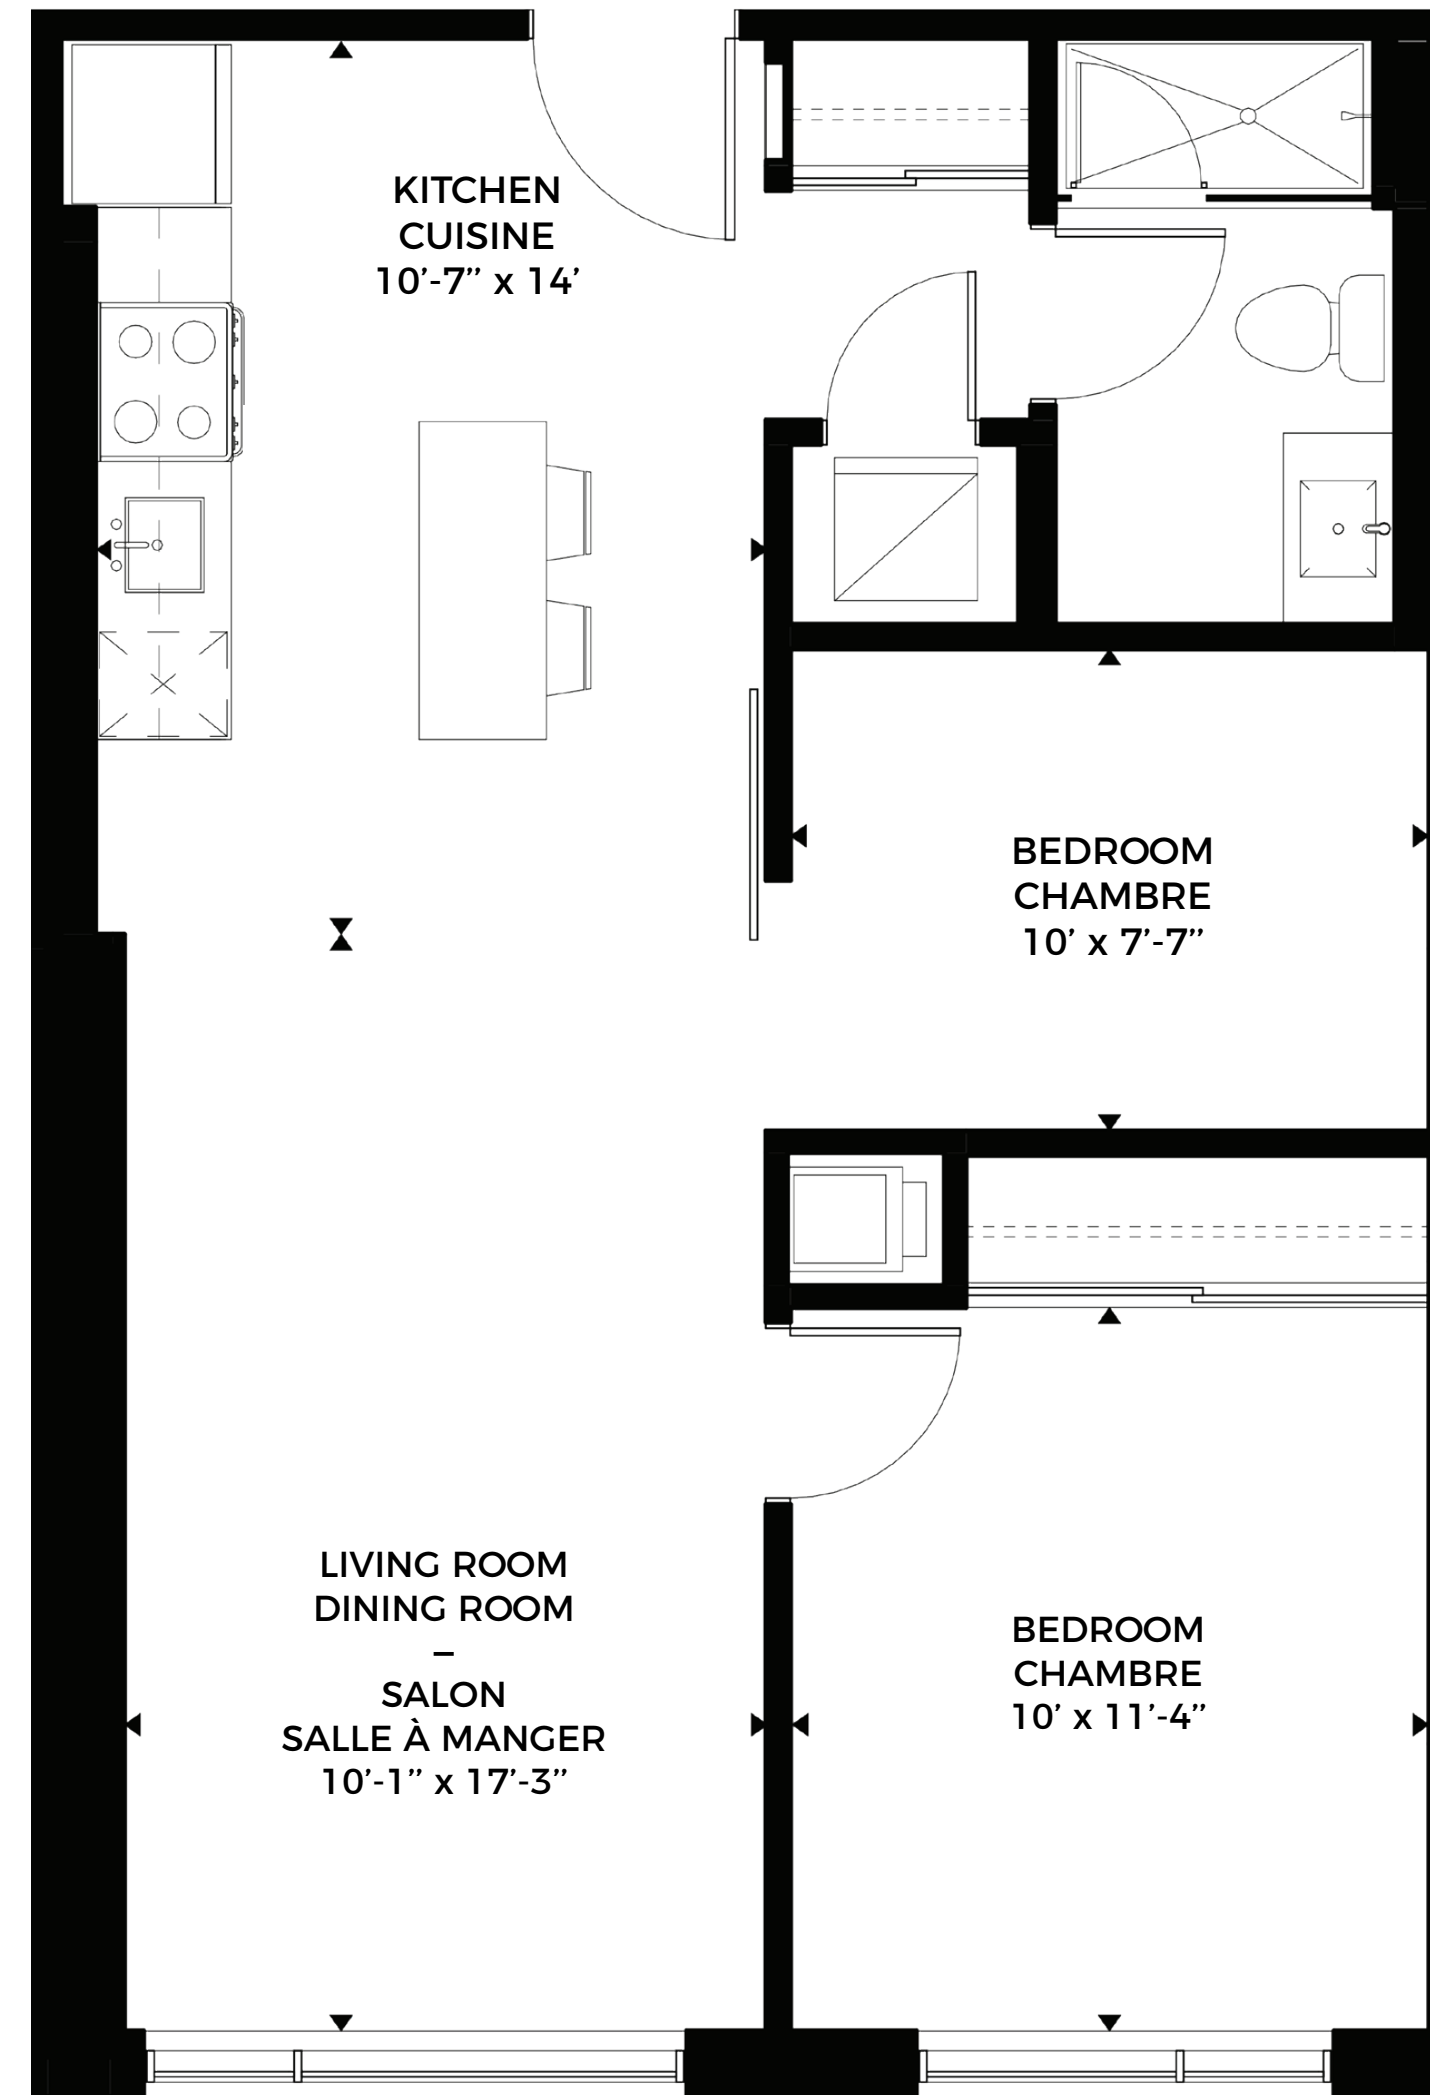 KITCHEN
CUISINE
10’-7’’ x 14’
BEDROOM
CHAMBRE
10’ x 7’-7’’
LIVING ROOM
DINING ROOM
–
SALON
SALLE À MANGER
10’-1’’ x 17’-3’’
BEDROOM
CHAMBRE
10’ x 11’-4’’